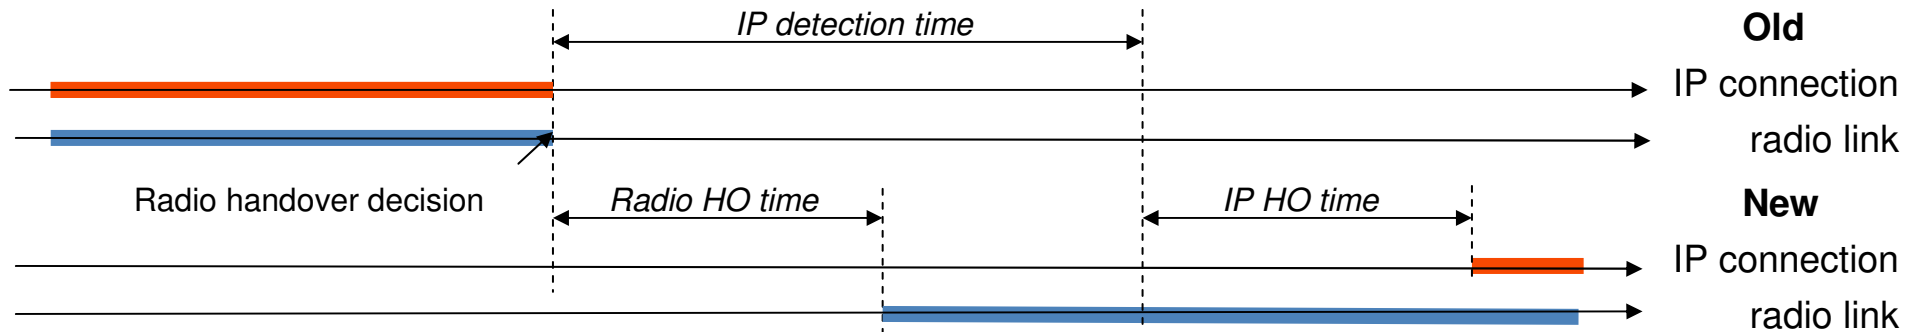 IP detection time
Old
IP connection
radio link
Radio handover decision
Radio HO time
IP HO time
New
IP connection
radio link